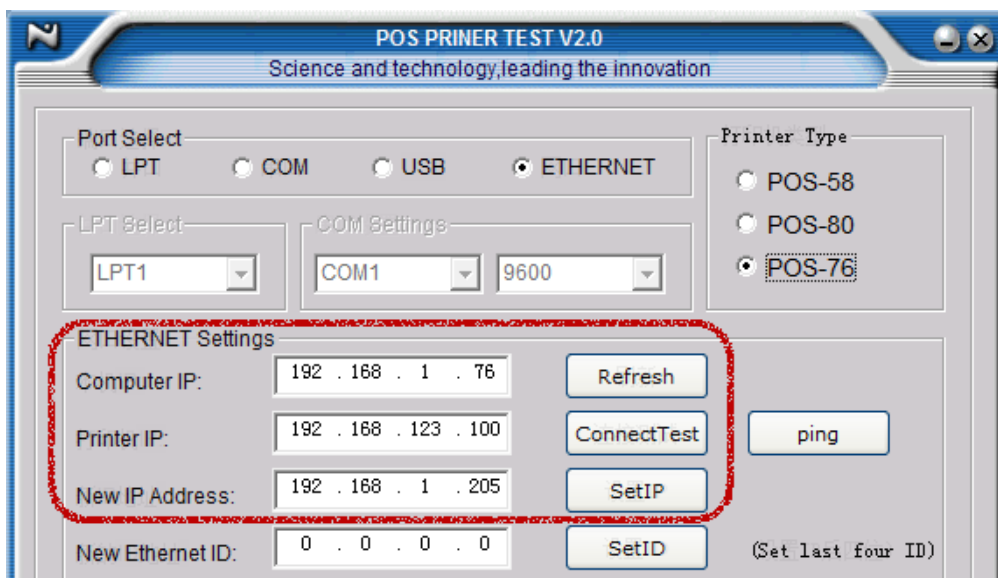 POS PRINER TEST V2.0
Science and technology,leading the innovation
Port Select
LPT COM USB ETHERNET
Printer Type
POS-58
POS-80
POS-76
LPT Select
LPT1
COM Settings
COM1 9600
ETHERNET Settings
Computer IP: 192 . 168 . 1 . 76 Refresh
Printer IP: 192 . 168 . 123 . 100 ConnectTest ping
New IP Address: 192 . 168 . 1 . 205 SetIP
New Ethernet ID: 0 . 0 . 0 . 0 SetID (Set last four ID)